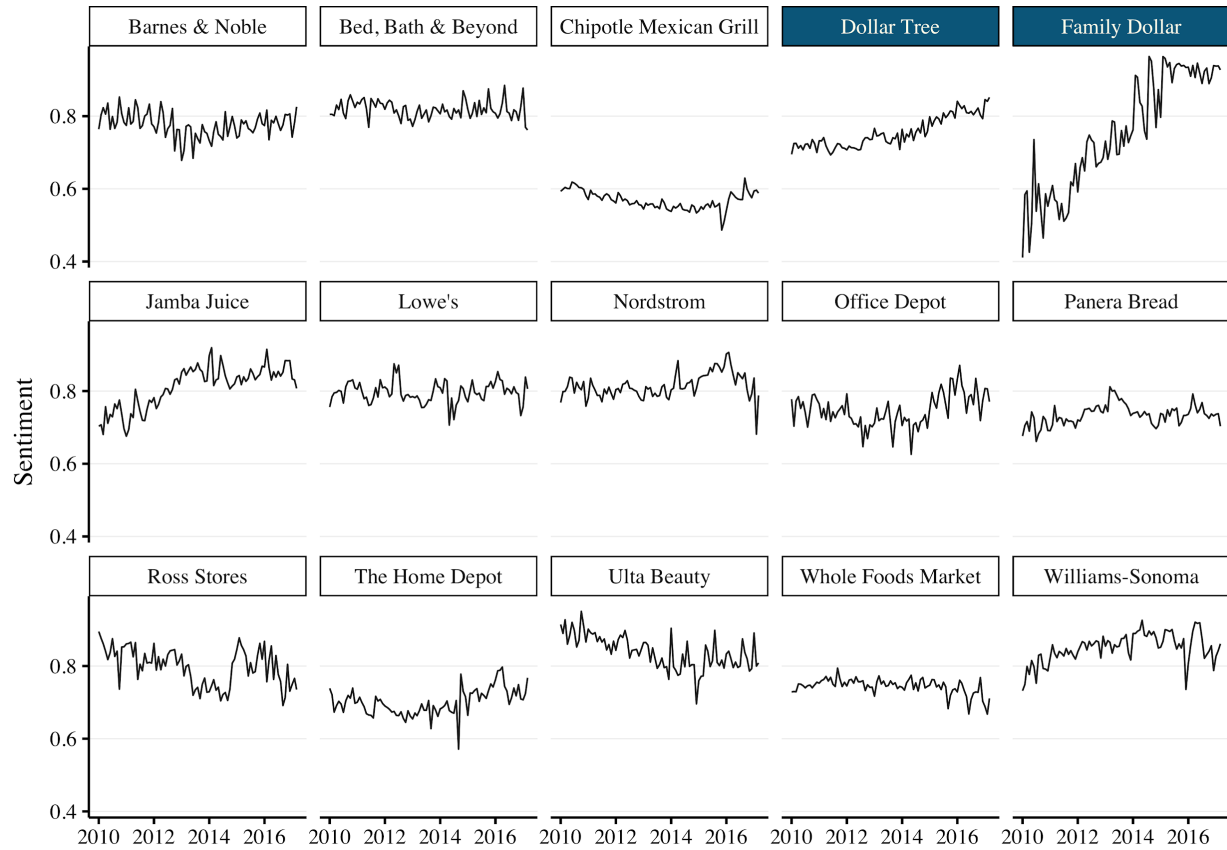 Barnes & Noble
Bed, Bath & Beyond
Chipotle Mexican Grill
Dollar Tree
Family Dollar
0.8
0.6
0.4
Jamba Juice
Lowe's
Nordstrom
Office Depot
Panera Bread
Sentiment
0.8
0.6
0.4
Ross Stores
The Home Depot
Ulta Beauty
Whole Foods Market
Williams-Sonoma
0.8
0.6
0.4
2010 2012 2014 2016
2010 2012 2014 2016
2010 2012 2014 2016
2010 2012 2014 2016
2010 2012 2014 2016